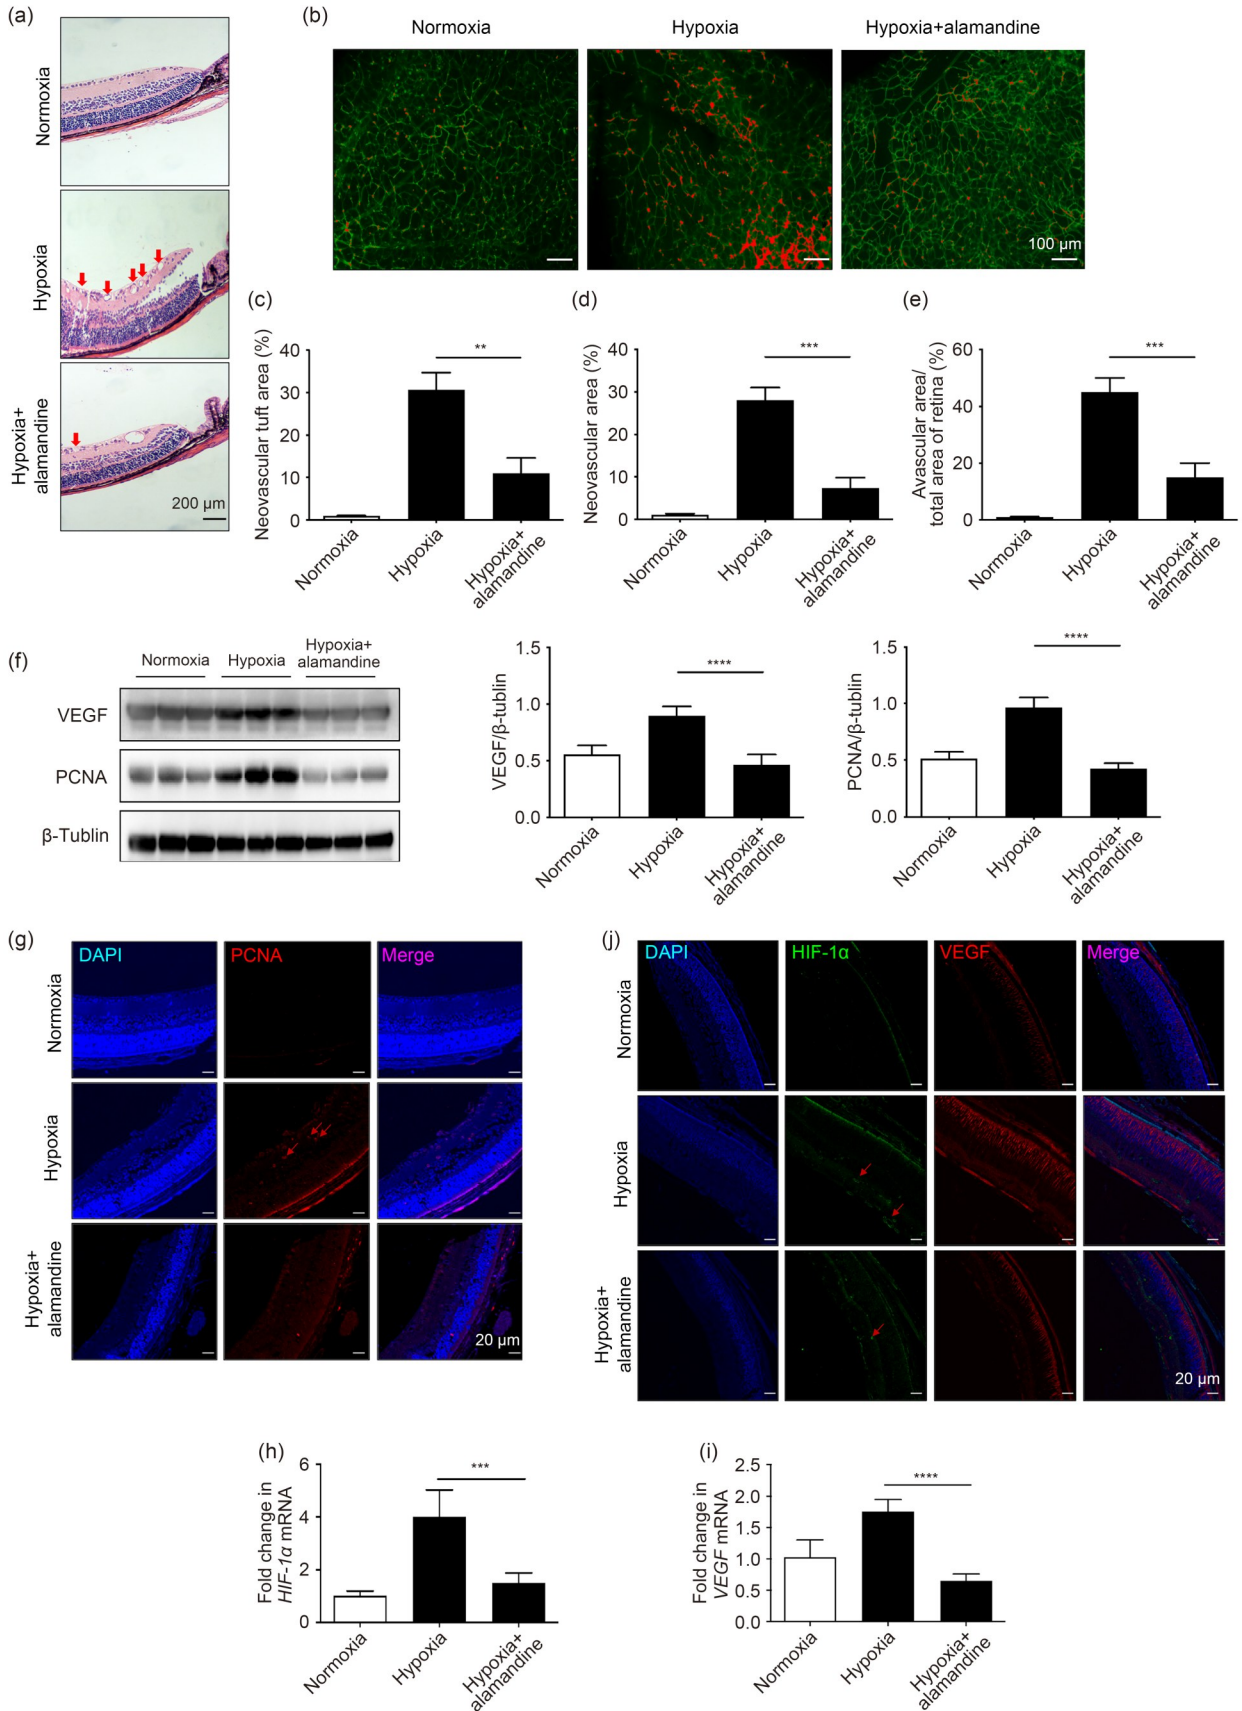 (a)
Normoxia
Hypoxia
Hypoxia+
alamandine
200 μm
(b)
Normoxia
Hypoxia
Hypoxia+alamandine
100 μm
(c)
Neovascular tuft area (%)
40
30
20
10
0
**
Normoxia
Hypoxia
Hypoxia+
alamandine
(d)
Neovascular area (%)
40
30
20
10
0
***
Normoxia
Hypoxia
Hypoxia+
alamandine
(e)
Avascular area/
total area of retina (%)
60
40
20
0
***
Normoxia
Hypoxia
Hypoxia+
alamandine
(f)
Normoxia
Hypoxia
Hypoxia+
alamandine
VEGF
PCNA
β-Tublin
VEGF/β-tublin
1.5
1.0
0.5
0.0
****
Normoxia
Hypoxia
Hypoxia+
alamandine
PCNA/β-tublin
1.5
1.0
0.5
0.0
****
Normoxia
Hypoxia
Hypoxia+
alamandine
(g)
DAPI
PCNA
Merge
Normoxia
Hypoxia
Hypoxia+
alamandine
20 μm
(j)
DAPI
HIF-1α
VEGF
Merge
Normoxia
Hypoxia
Hypoxia+
alamandine
20 μm
(h)
Fold change in
HIF-1α mRNA
6
4
2
0
***
Normoxia
Hypoxia
Hypoxia+
alamandine
(i)
Fold change in
VEGF mRNA
2.5
2.0
1.5
1.0
0.5
0.0
****
Normoxia
Hypoxia
Hypoxia+
alamandine